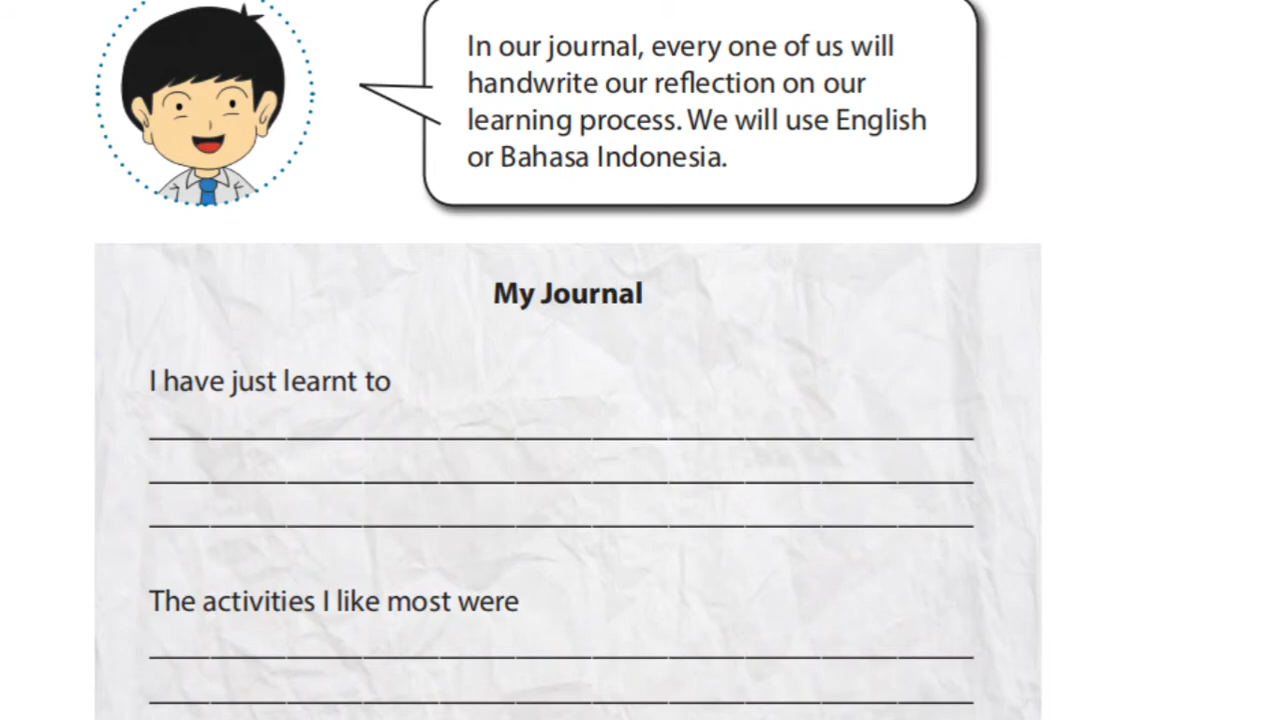 In our journal, every one of us will
handwrite our reflection on our
learning process. We will use English
or Bahasa Indonesia.
My Journal
I have just learnt to
The activities I like most were